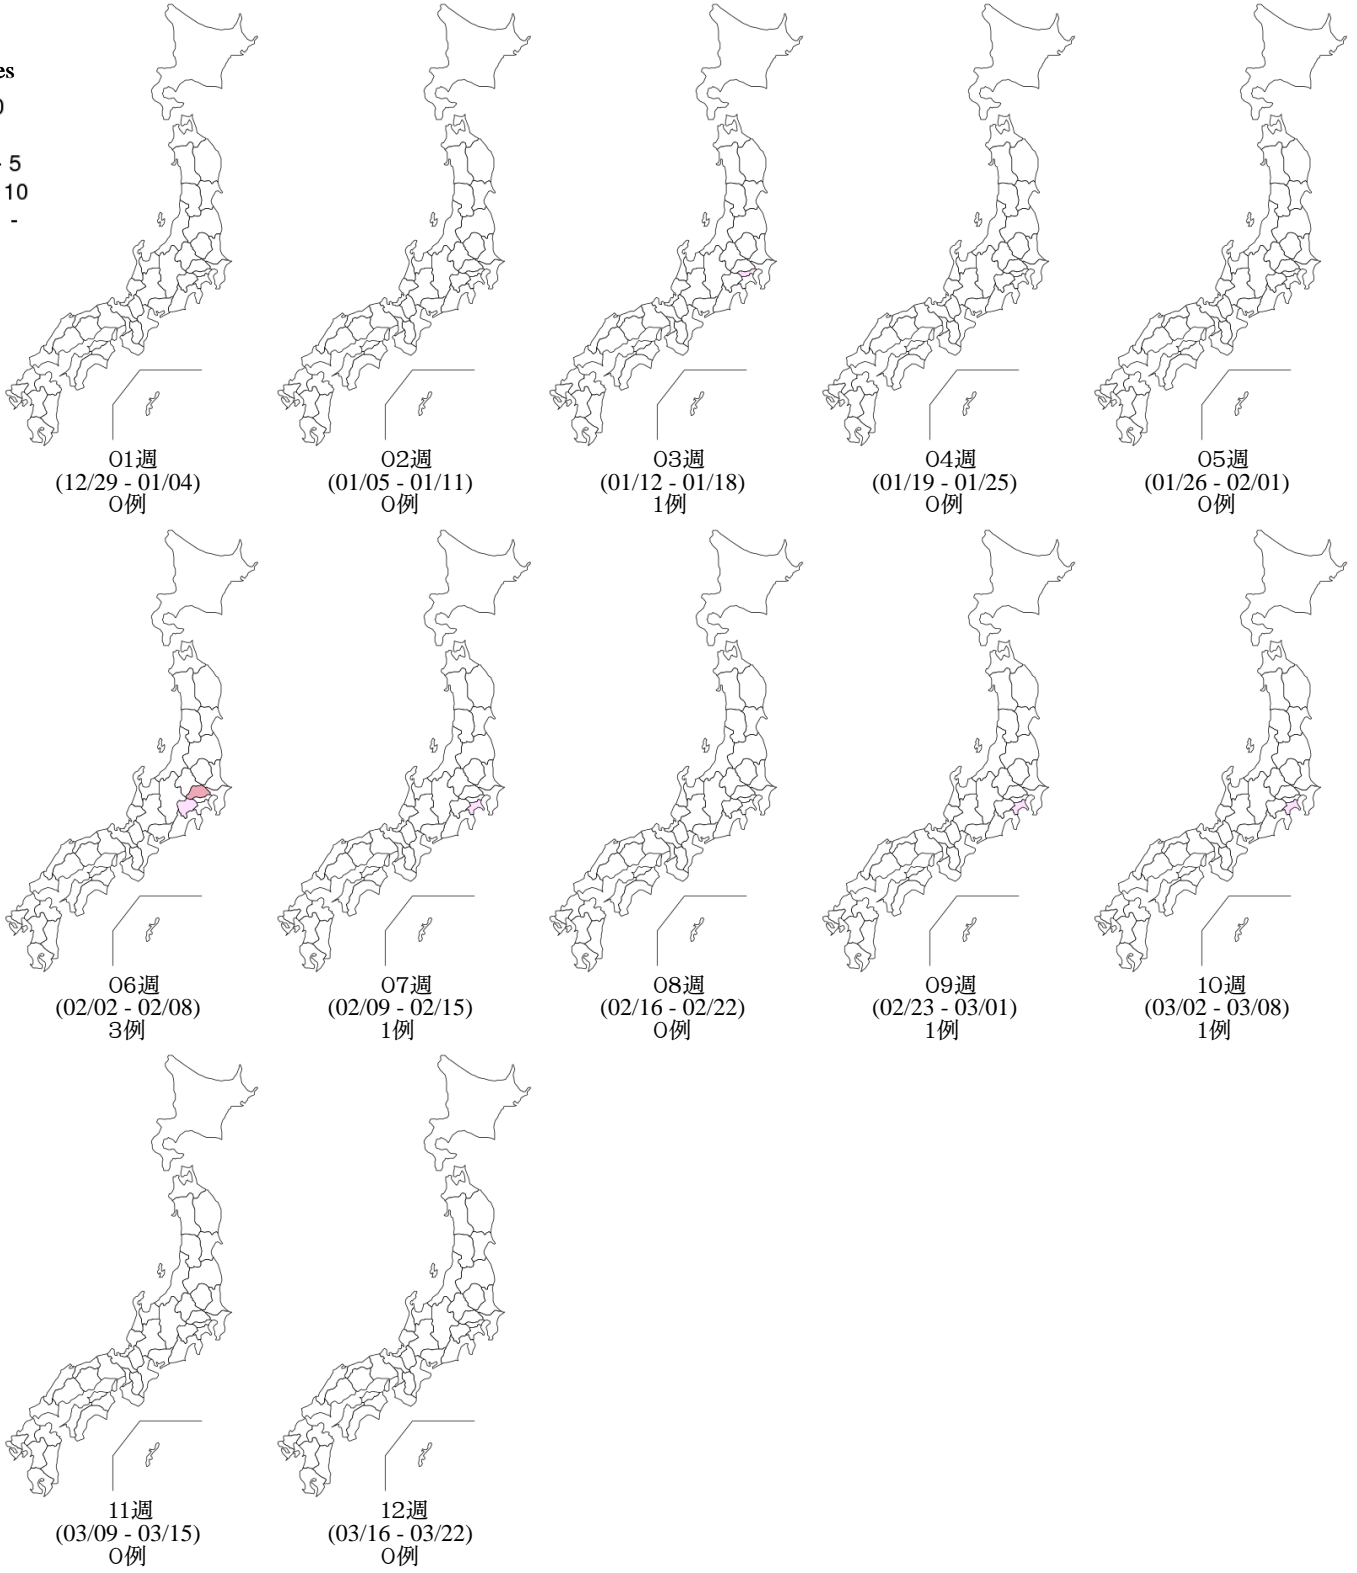 es
0
- 5
10
-
01週
(12/29 - 01/04)
0例
02週
(01/05 - 01/11)
0例
03週
(01/12 - 01/18)
1例
04週
(01/19 - 01/25)
0例
05週
(01/26 - 02/01)
0例
06週
(02/02 - 02/08)
3例
07週
(02/09 - 02/15)
1例
08週
(02/16 - 02/22)
0例
09週
(02/23 - 03/01)
1例
10週
(03/02 - 03/08)
1例
11週
(03/09 - 03/15)
0例
12週
(03/16 - 03/22)
0例